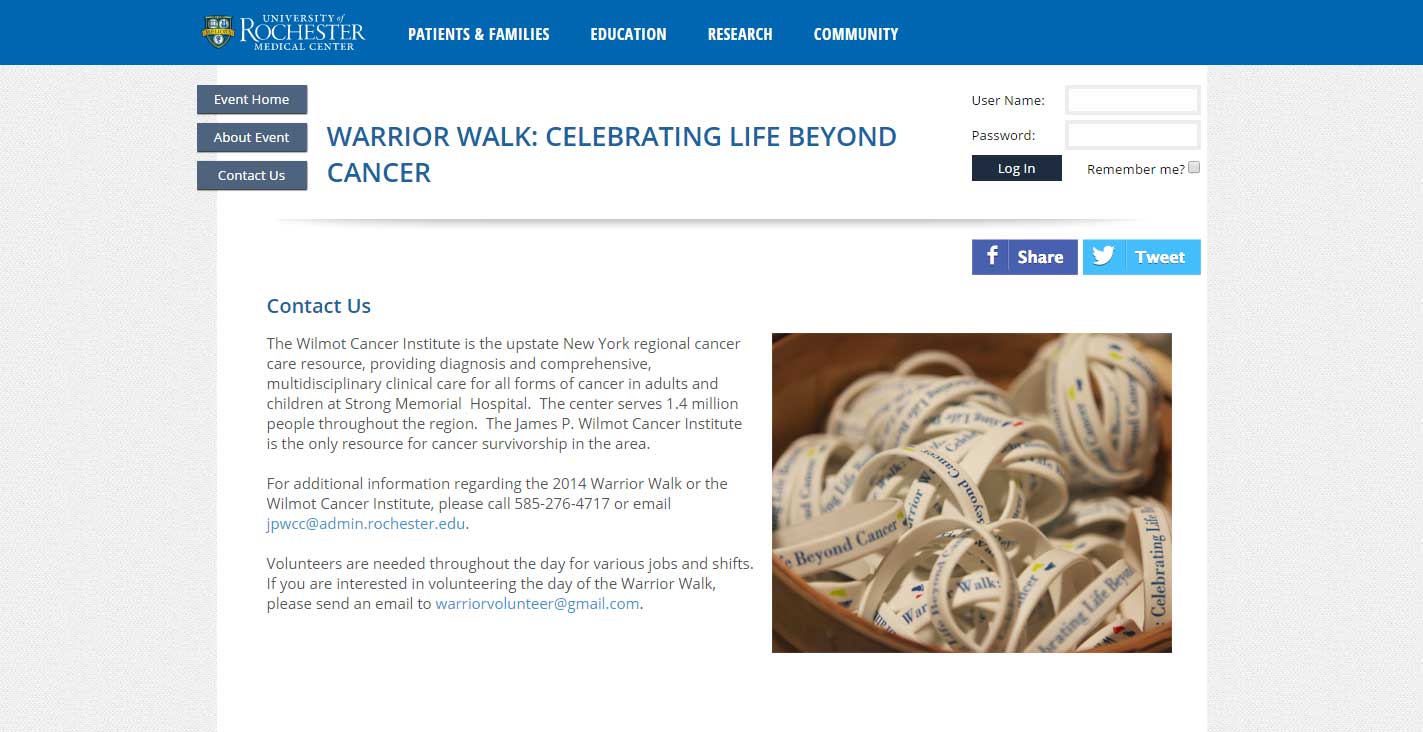 UNIVERSITY of
ROCHESTER
MEDICAL CENTER
PATIENTS & FAMILIES
EDUCATION
RESEARCH
COMMUNITY
Event Home
About Event
Contact Us
WARRIOR WALK: CELEBRATING LIFE BEYOND
CANCER
User Name:
Password:
Log In
Remember me?
Share
Tweet
Contact Us
The Wilmot Cancer Institute is the upstate New York regional cancer
care resource, providing diagnosis and comprehensive,
multidisciplinary clinical care for all forms of cancer in adults and
children at Strong Memorial  Hospital.  The center serves 1.4 million
people throughout the region.  The James P. Wilmot Cancer Institute
is the only resource for cancer survivorship in the area.
For additional information regarding the 2014 Warrior Walk or the
Wilmot Cancer Institute, please call 585-276-4717 or email
jpwcc@admin.rochester.edu.
Volunteers are needed throughout the day for various jobs and shifts.
If you are interested in volunteering the day of the Warrior Walk,
please send an email to warriorvolunteer@gmail.com.
Beyond Cancer
Life Beyond Cancer
Beyond Cancer
Walk:
Life Beyond
: Celebrating Life